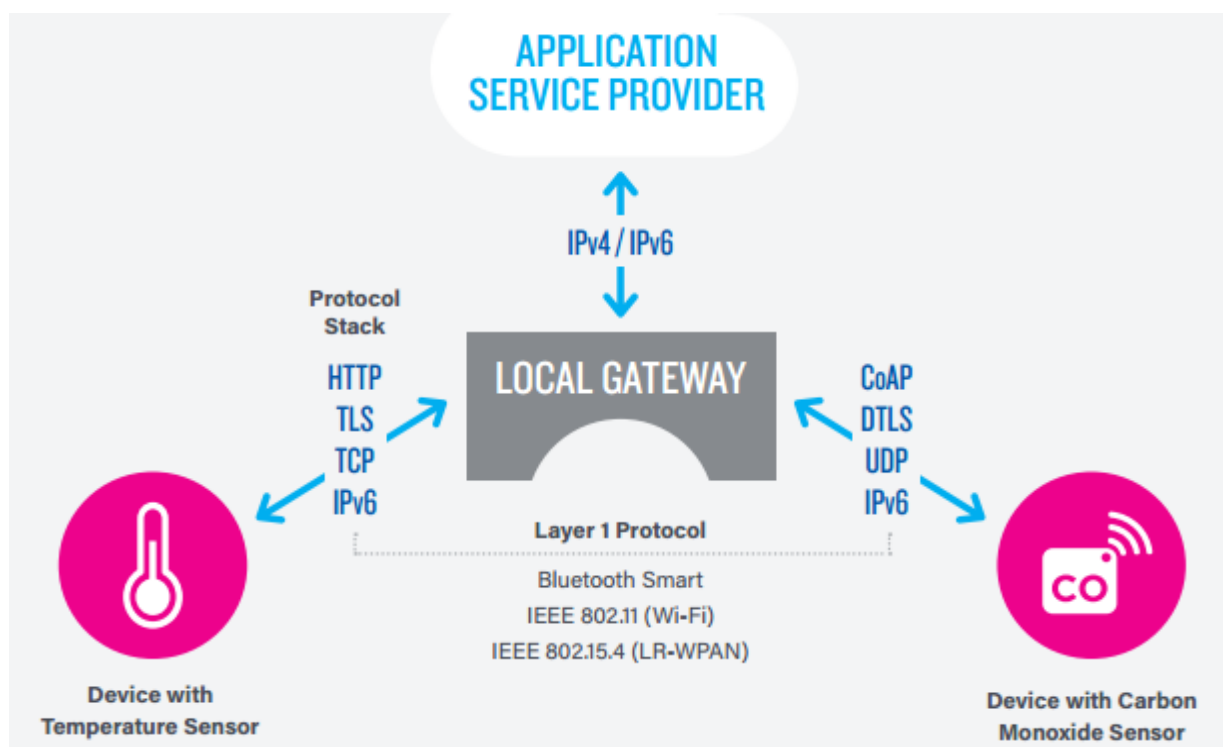 APPLICATION
SERVICE PROVIDER
IPv4 / IPv6
Protocol
Stack
HTTP
TLS
TCP
IPv6
LOCAL GATEWAY
CoAP
DTLS
UDP
IPv6
Layer 1 Protocol
Bluetooth Smart
IEEE 802.11 (Wi-Fi)
IEEE 802.15.4 (LR-WPAN)
Device with
Temperature Sensor
CO
Device with Carbon
Monoxide Sensor